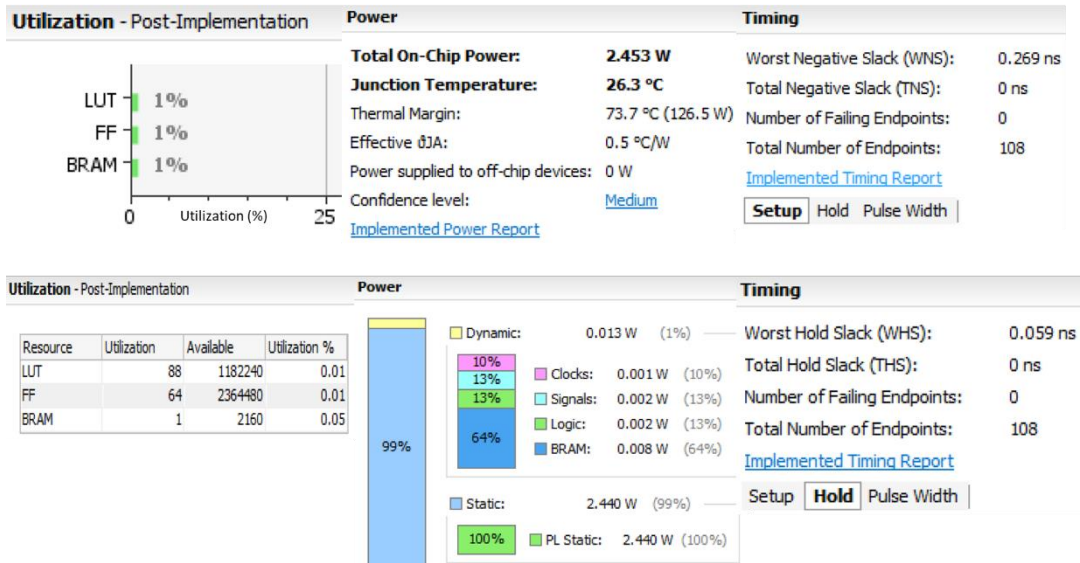 Utilization - Post-Implementation
LUT 1%
FF 1%
BRAM 1%
0 Utilization (%) 25
Power
Total On-Chip Power: 2.453 W
Junction Temperature: 26.3 °C
Thermal Margin: 73.7 °C (126.5 W)
Effective ϑJA: 0.5 °C/W
Power supplied to off-chip devices: 0 W
Confidence level: Medium
Implemented Power Report
Timing
Worst Negative Slack (WNS): 0.269 ns
Total Negative Slack (TNS): 0 ns
Number of Failing Endpoints: 0
Total Number of Endpoints: 108
Implemented Timing Report
Setup Hold Pulse Width
Utilization - Post-Implementation
Resource Utilization Available Utilization %
LUT 88 1182240 0.01
FF 64 2364480 0.01
BRAM 1 2160 0.05
Power
99%
Dynamic: 0.013 W (1%)
10% Clocks: 0.001 W (10%)
13% Signals: 0.002 W (13%)
13% Logic: 0.002 W (13%)
64% BRAM: 0.008 W (64%)
Static: 2.440 W (99%)
100% PL Static: 2.440 W (100%)
Timing
Worst Hold Slack (WHS): 0.059 ns
Total Hold Slack (THS): 0 ns
Number of Failing Endpoints: 0
Total Number of Endpoints: 108
Implemented Timing Report
Setup Hold Pulse Width